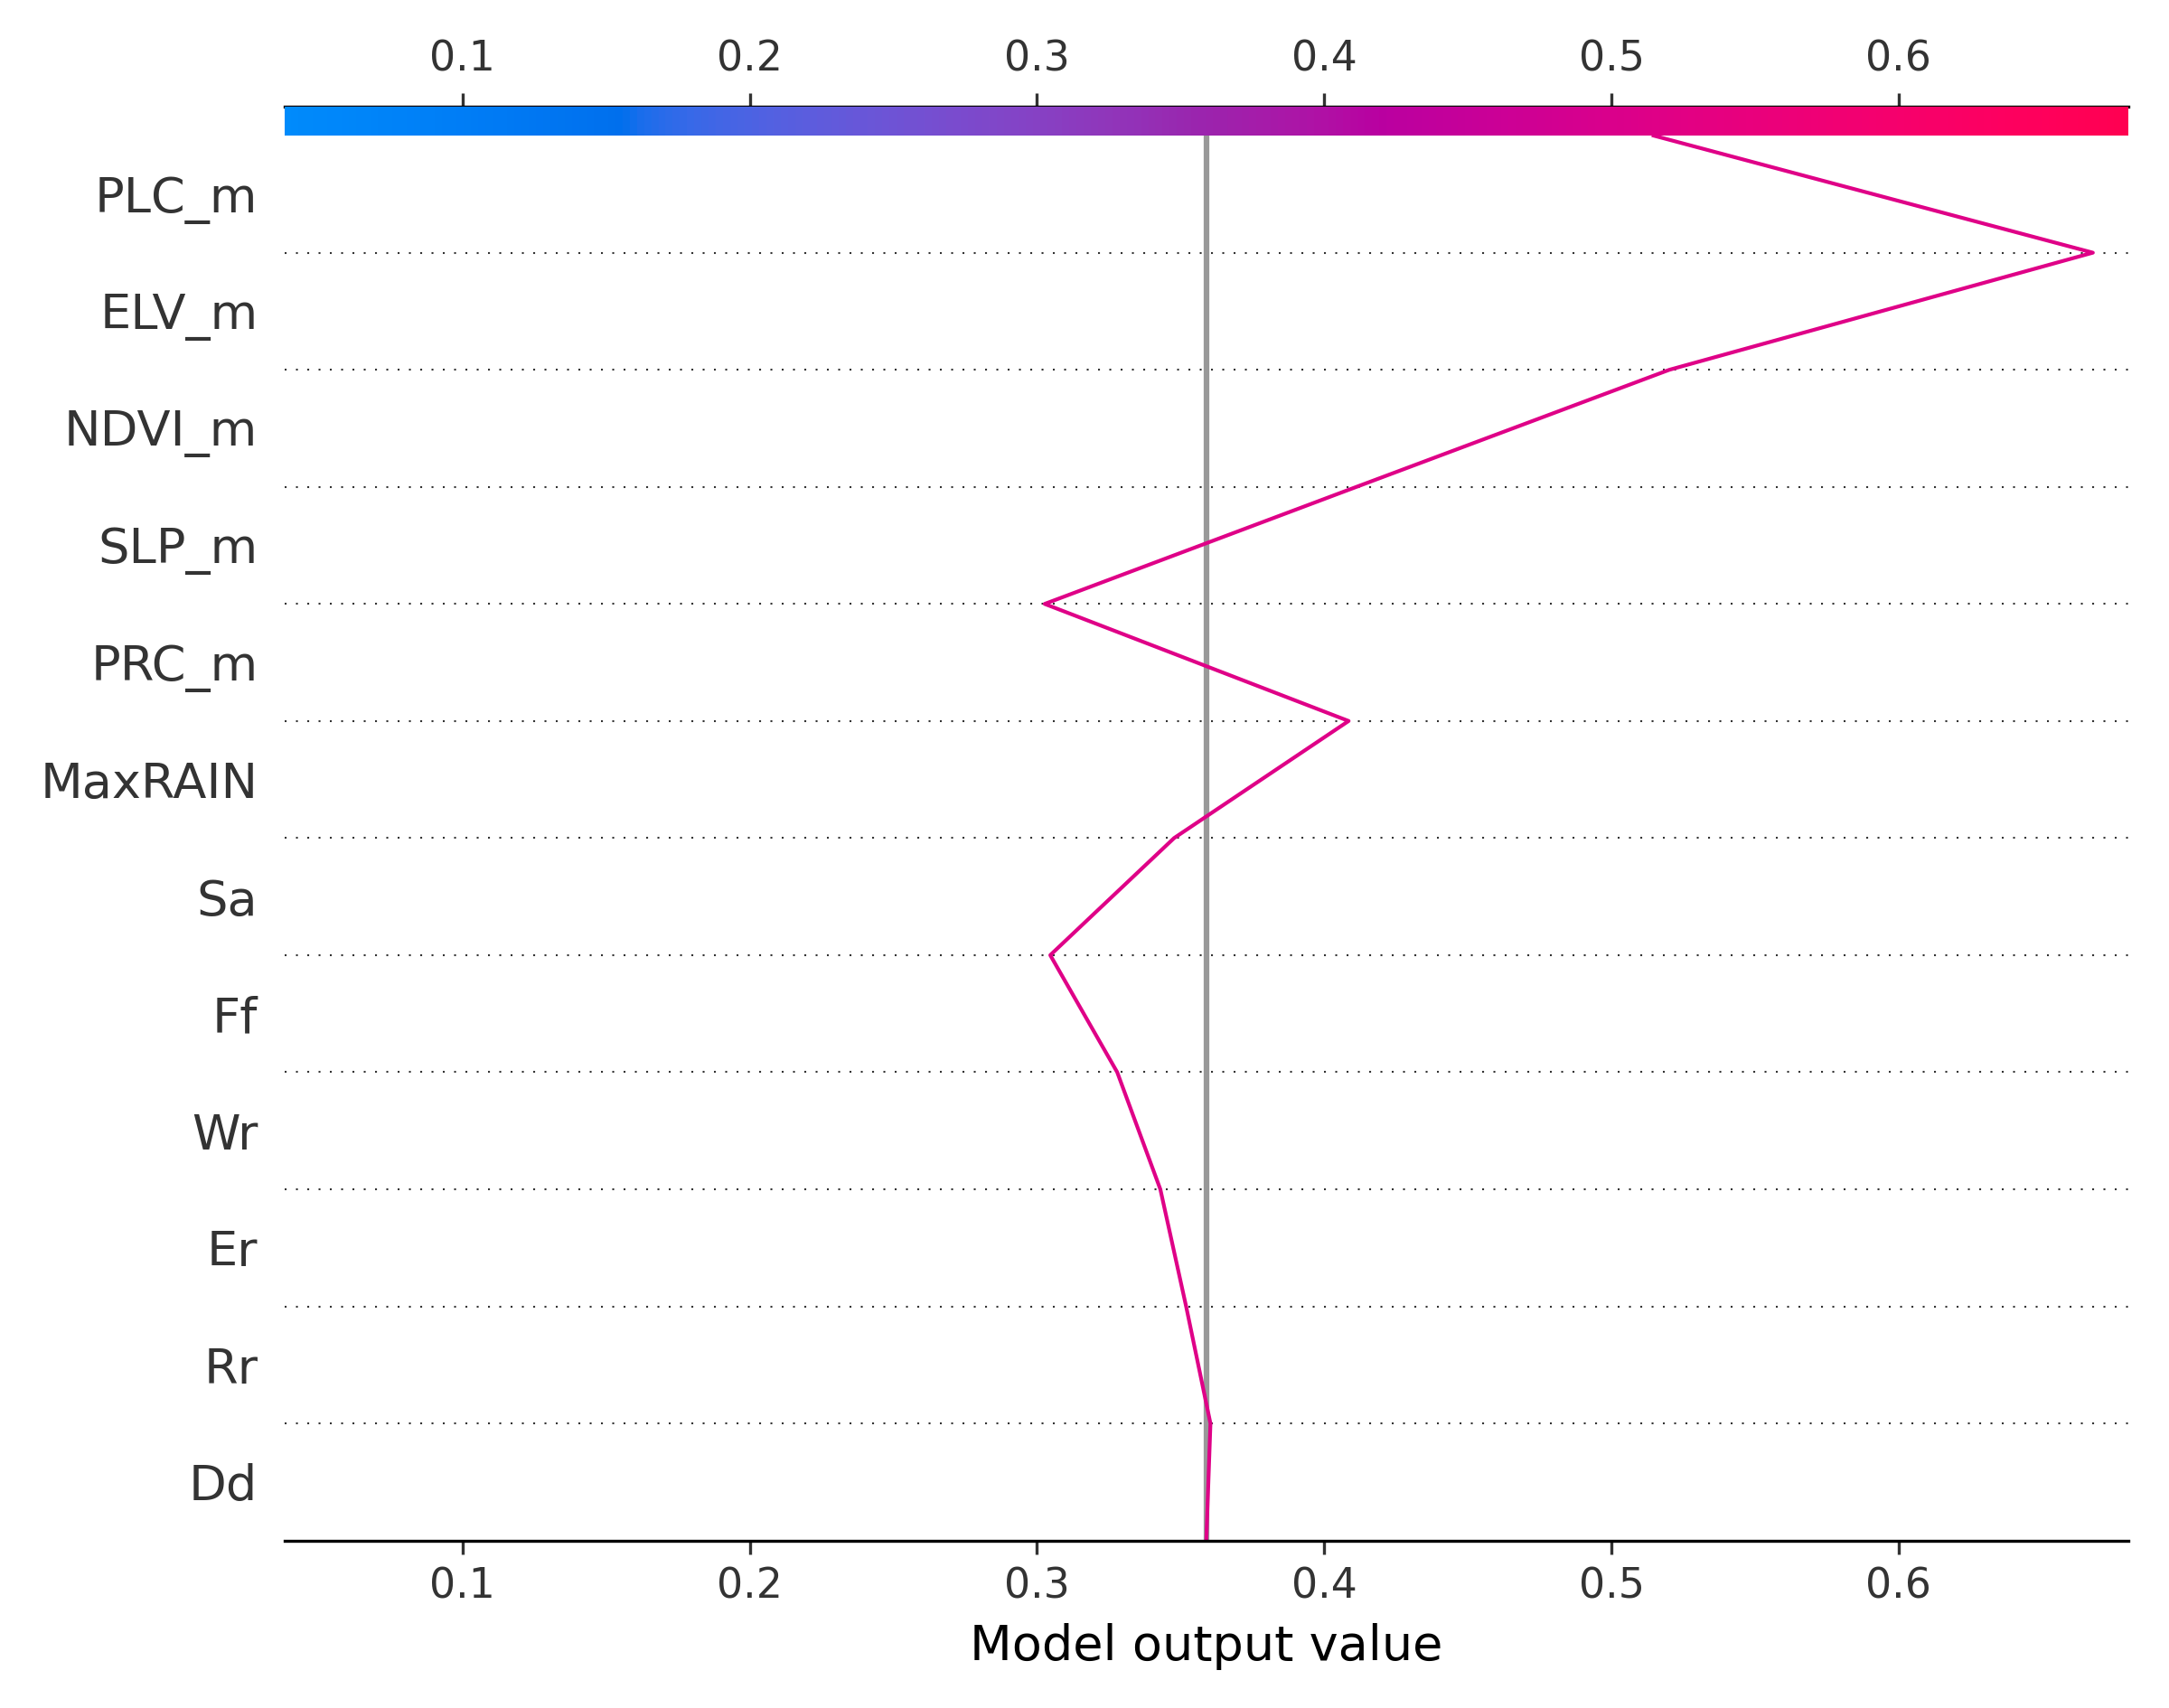 0.1 0.2 0.3 0.4 0.5 0.6
PLC_m
ELV_m
NDVI_m
SLP_m
PRC_m
MaxRAIN
Sa
Ff
Wr
Er
Rr
Dd
0.1 0.2 0.3 0.4 0.5 0.6
Model output value